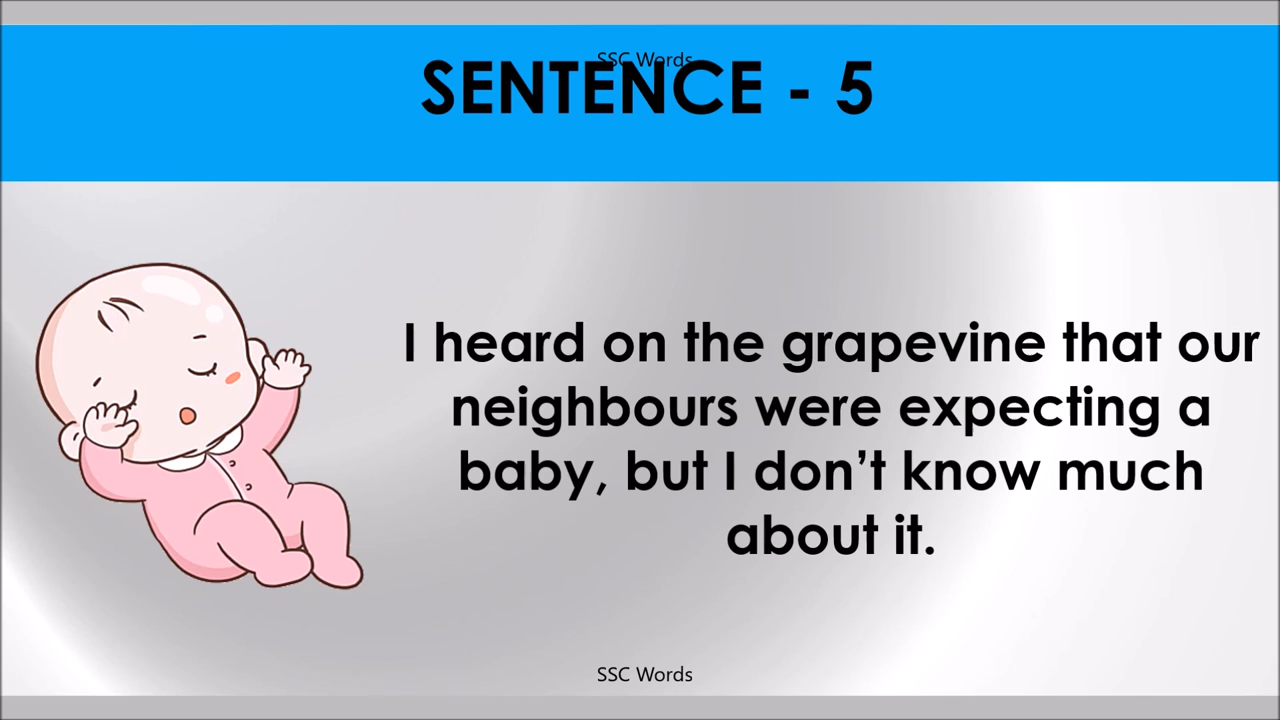 SSC Words
SENTENCE - 5
I heard on the grapevine that our
neighbours were expecting a
baby, but I don’t know much
about it.
SSC Words